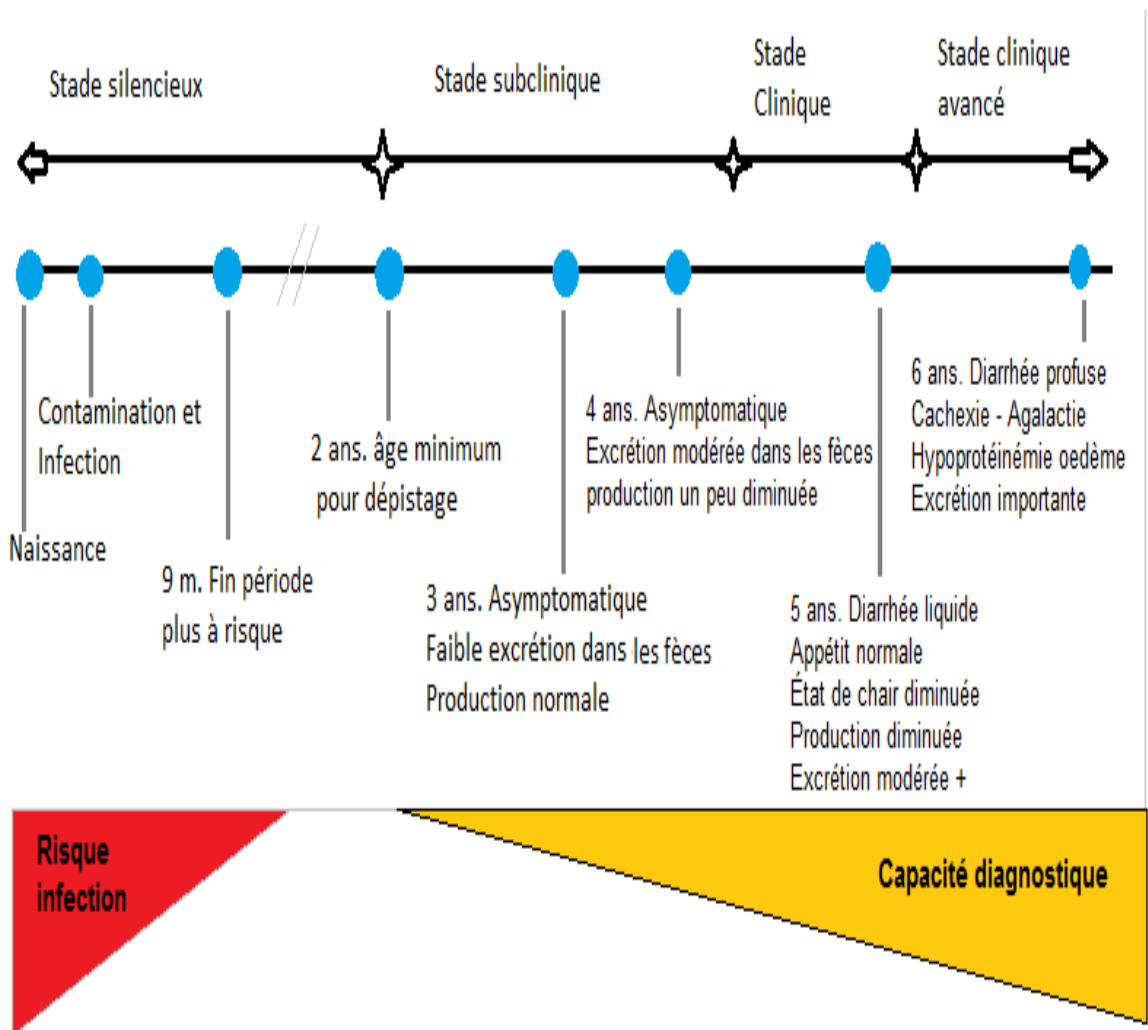 Stade silencieux
Stade subclinique
Stade
Clinique
Stade clinique
avancé
Naissance
Contamination et
Infection
9 m. Fin période
plus à risque
2 ans. âge minimum
pour dépistage
3 ans. Asymptomatique
Faible excrétion dans les fèces
Production normale
4 ans. Asymptomatique
Excrétion modérée dans les fèces
production un peu diminuée
5 ans. Diarrhée liquide
Appétit normale
État de chair diminuée
Production diminuée
Excrétion modérée +
6 ans. Diarrhée profuse
Cachexie - Agalactie
Hypoprotéinémie oedème
Excrétion importante
Risque
infection
Capacité diagnostique